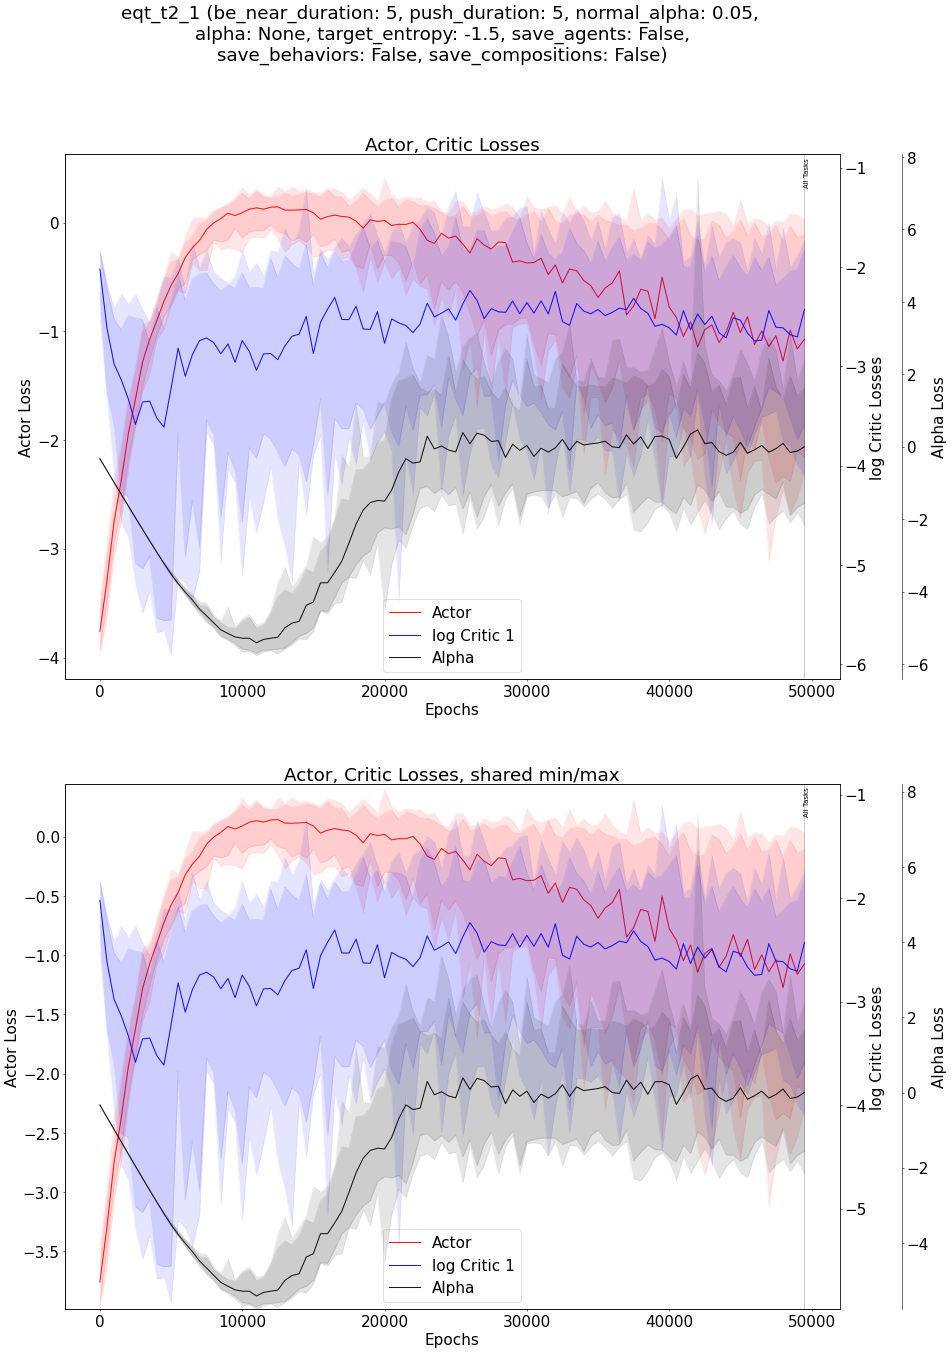 eqt_t2_1 (be_near_duration: 5, push_duration: 5, normal_alpha: 0.05,
alpha: None, target_entropy: -1.5, save_agents: False,
save_behaviors: False, save_compositions: False)
Actor, Critic Losses
All Tasks
0
−1
−2
−3
−4
Actor Loss
−1
−2
−3
−4
−5
−6
log Critic Losses
8
6
4
2
0
−2
−4
−6
Alpha Loss
Actor
log Critic 1
Alpha
0 10000 20000 30000 40000 50000
Epochs
Actor, Critic Losses, shared min/max
All Tasks
0.0
−0.5
−1.0
−1.5
−2.0
−2.5
−3.0
−3.5
Actor Loss
−1
−2
−3
−4
−5
log Critic Losses
8
6
4
2
0
−2
−4
Alpha Loss
Actor
log Critic 1
Alpha
0 10000 20000 30000 40000 50000
Epochs